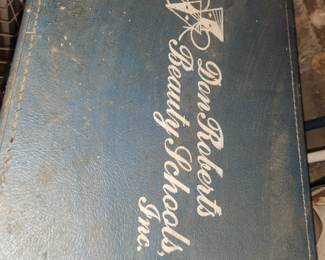 Don Roberts
Beauty Schools,
Inc.